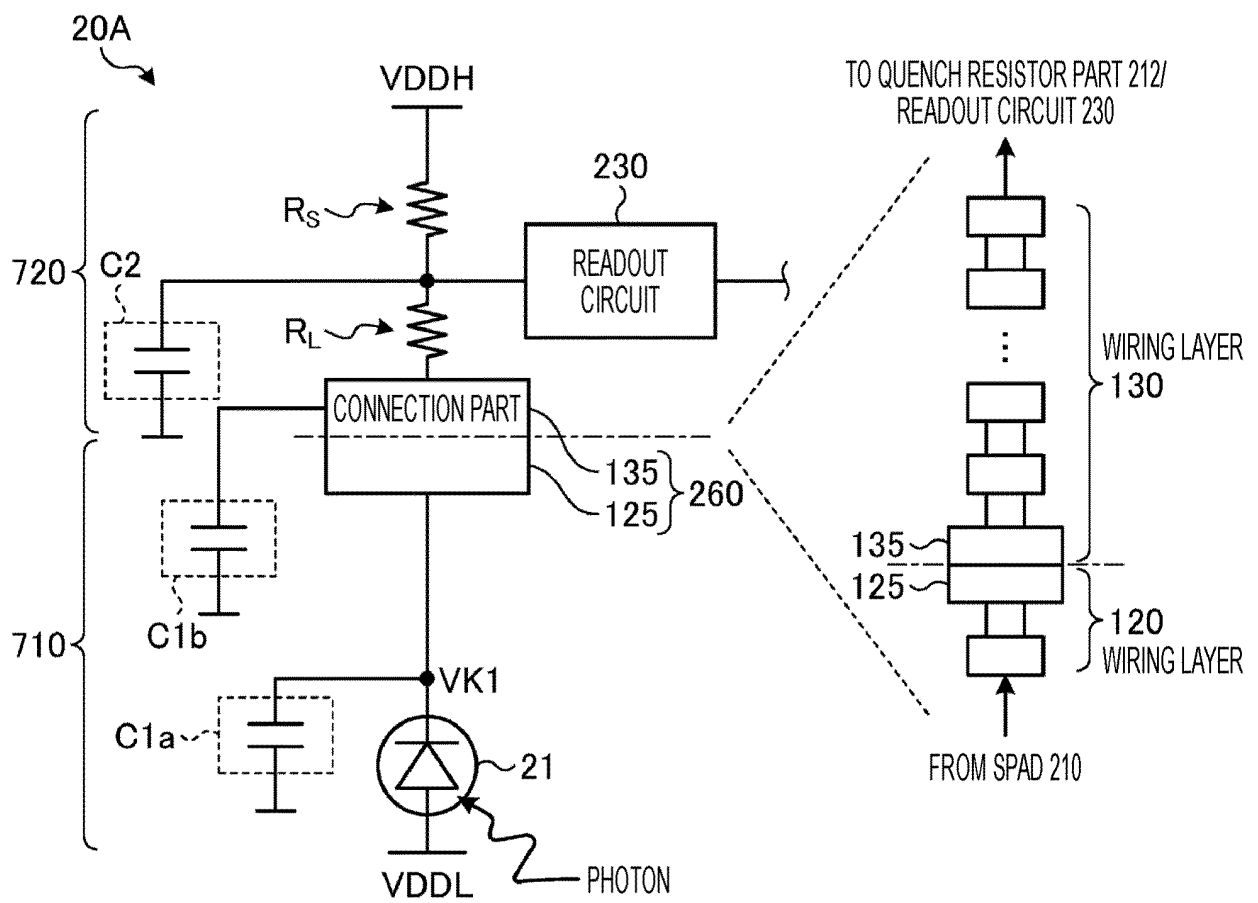 20A
VDDH
TO QUENCH RESISTOR PART 212/
READOUT CIRCUIT 230
230
RS
READOUT
CIRCUIT
720
C2
RL
WIRING LAYER
130
CONNECTION PART
135
125
260
135
125
C1b
710
120
WIRING LAYER
VK1
C1a
21
FROM SPAD 210
VDDL
PHOTON